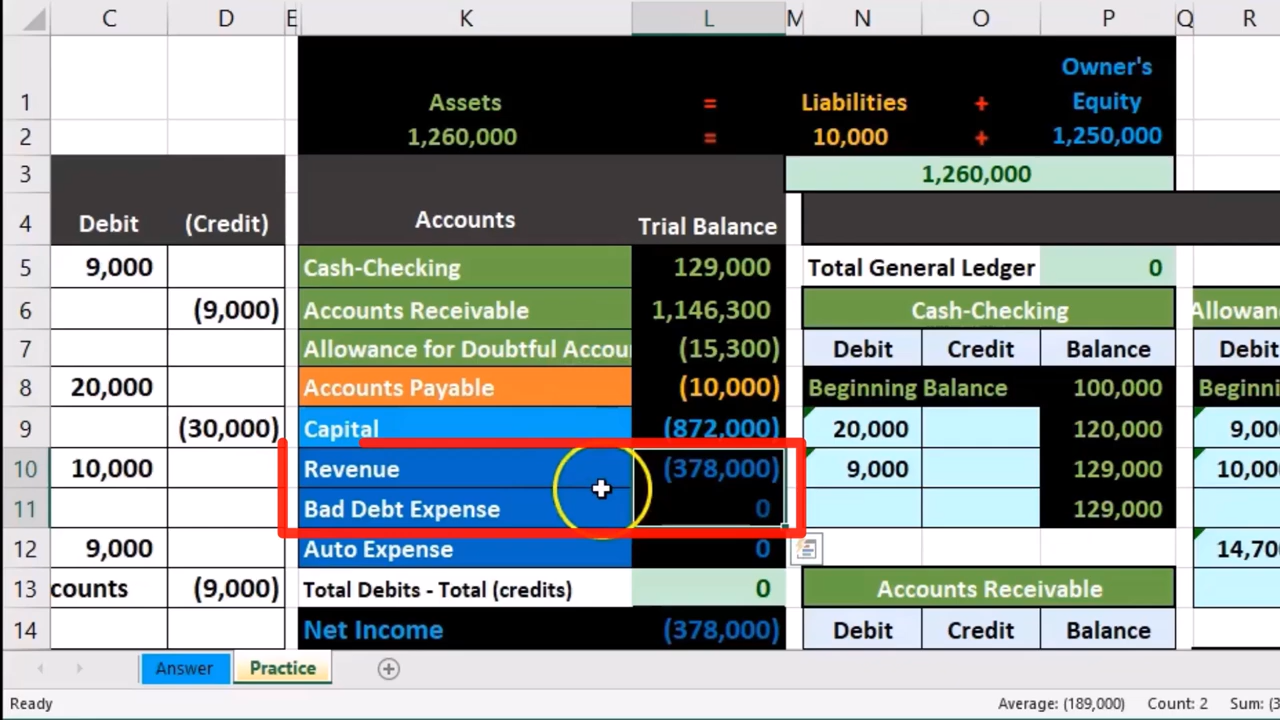 C D E K L M N O P Q R
1 Assets = Liabilities + Owner's Equity
2 1,260,000 = 10,000 + 1,250,000
3 1,260,000
4 Debit (Credit) Accounts Trial Balance
5 9,000 Cash-Checking 129,000 Total General Ledger 0
6 (9,000) Accounts Receivable 1,146,300 Cash-Checking Allowan
7 Allowance for Doubtful Accou (15,300) Debit Credit Balance Debit
8 20,000 Accounts Payable (10,000) Beginning Balance 100,000 Beginni
9 (30,000) Capital (872,000) 20,000 120,000 9,00
10 10,000 Revenue (378,000) 9,000 129,000 10,00
11 Bad Debt Expense 0 129,000
12 9,000 Auto Expense 0 14,70
13 counts (9,000) Total Debits - Total (credits) 0 Accounts Receivable
14 Net Income (378,000) Debit Credit Balance
Answer Practice
Ready Average: (189,000) Count: 2 Sum: (3